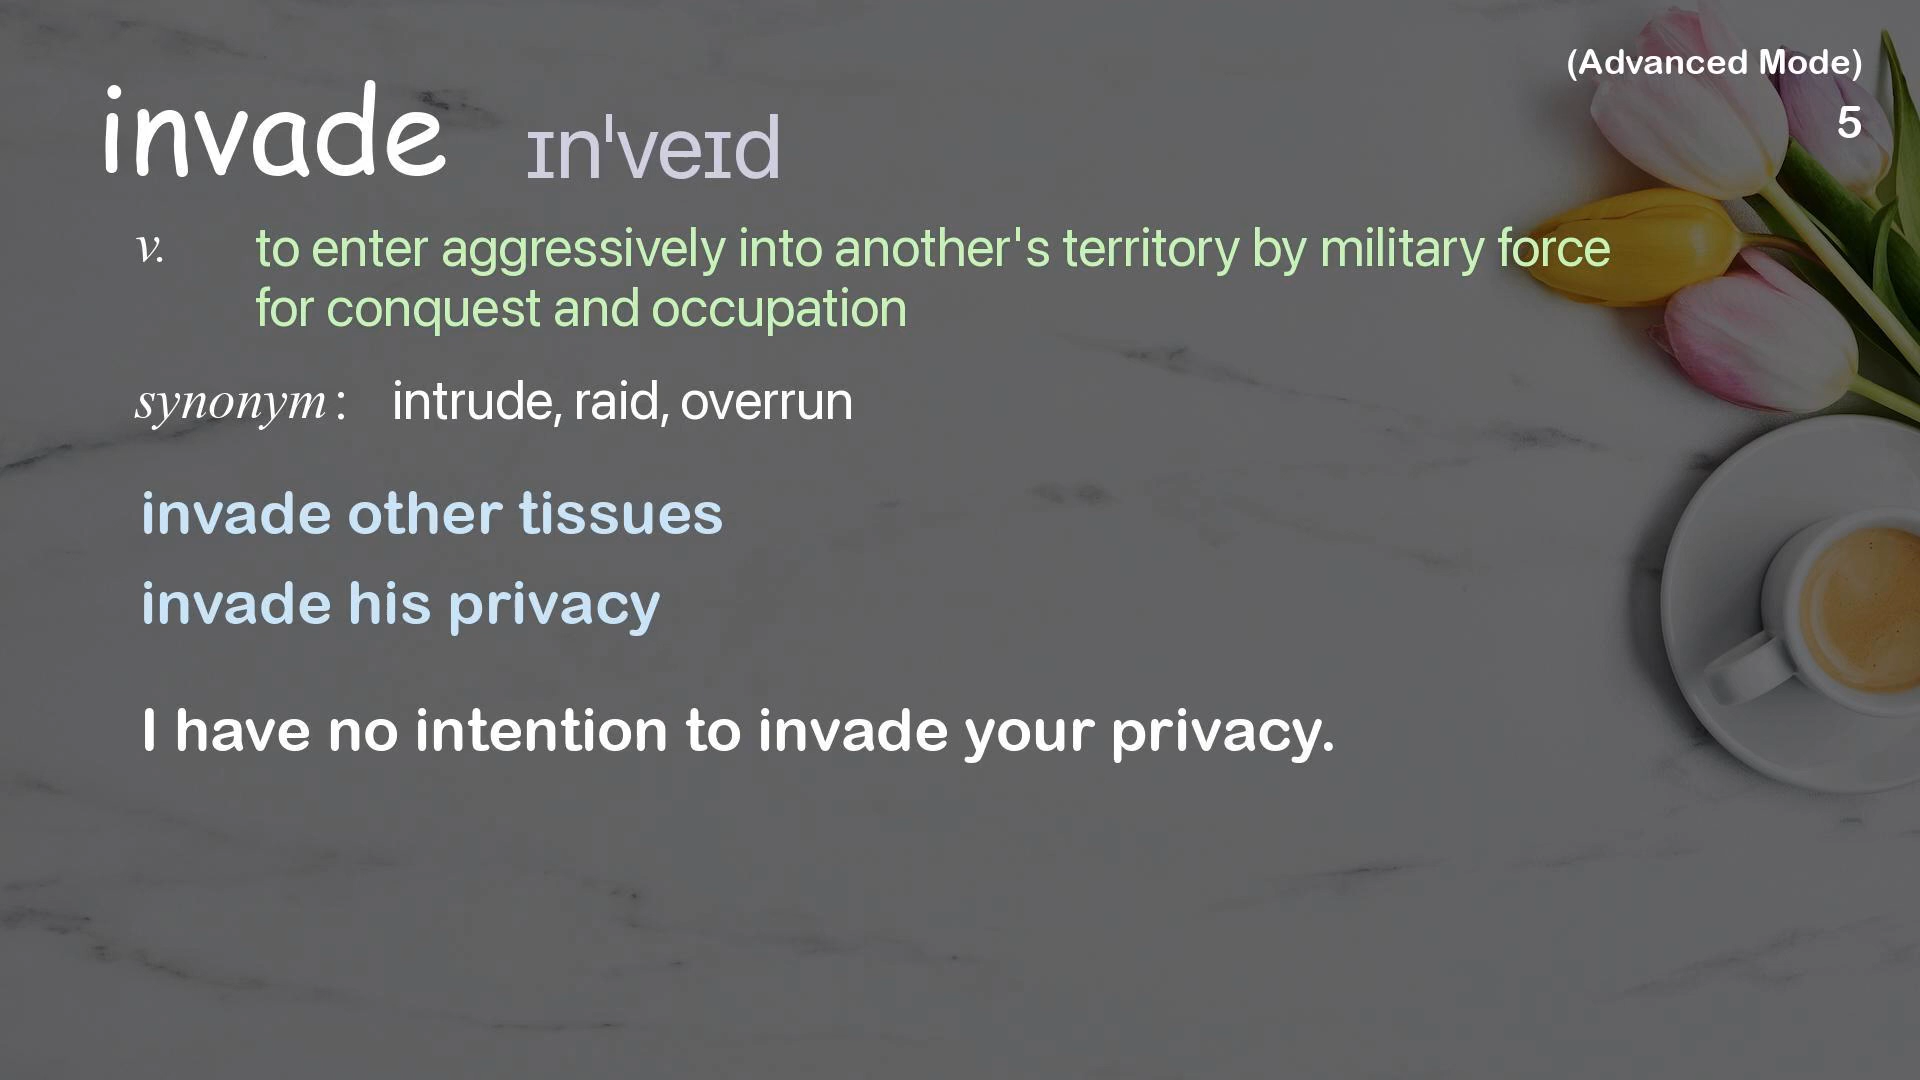 (Advanced Mode)
5
invade ɪnˈveɪd
v. to enter aggressively into another's territory by military force
for conquest and occupation
synonym : intrude, raid, overrun
invade other tissues
invade his privacy
I have no intention to invade your privacy.